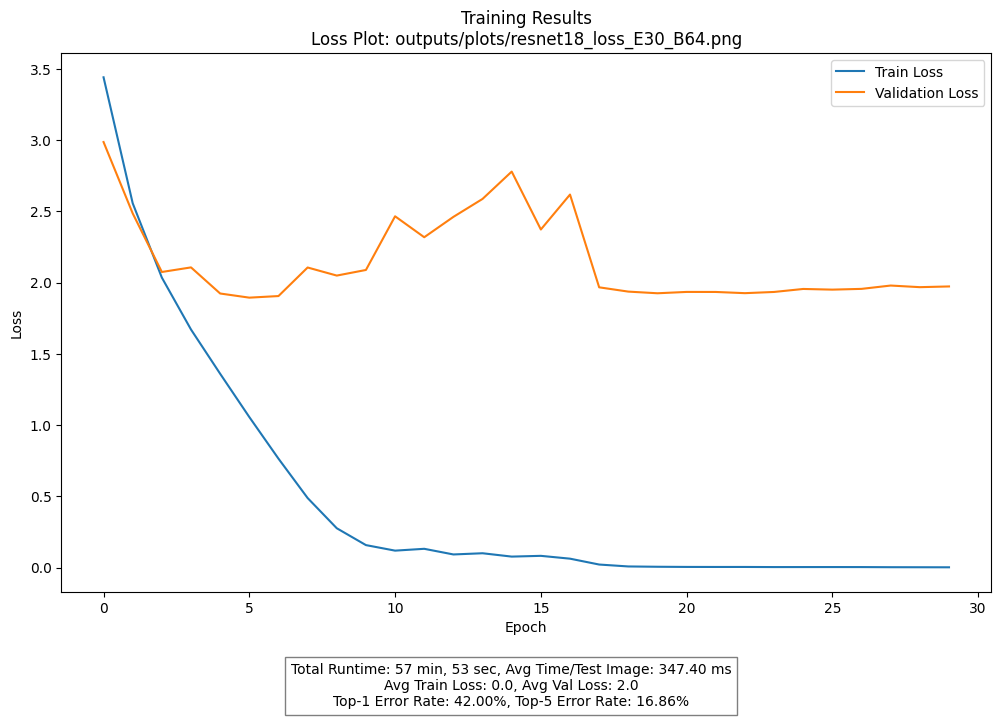 Training Results
Loss Plot: outputs/plots/resnet18_loss_E30_B64.png
3.5
3.0
2.5
2.0
1.5
1.0
0.5
0.0
Loss
Train Loss
Validation Loss
0 5 10 15 20 25 30
Epoch
Total Runtime: 57 min, 53 sec, Avg Time/Test Image: 347.40 ms
Avg Train Loss: 0.0, Avg Val Loss: 2.0
Top-1 Error Rate: 42.00%, Top-5 Error Rate: 16.86%